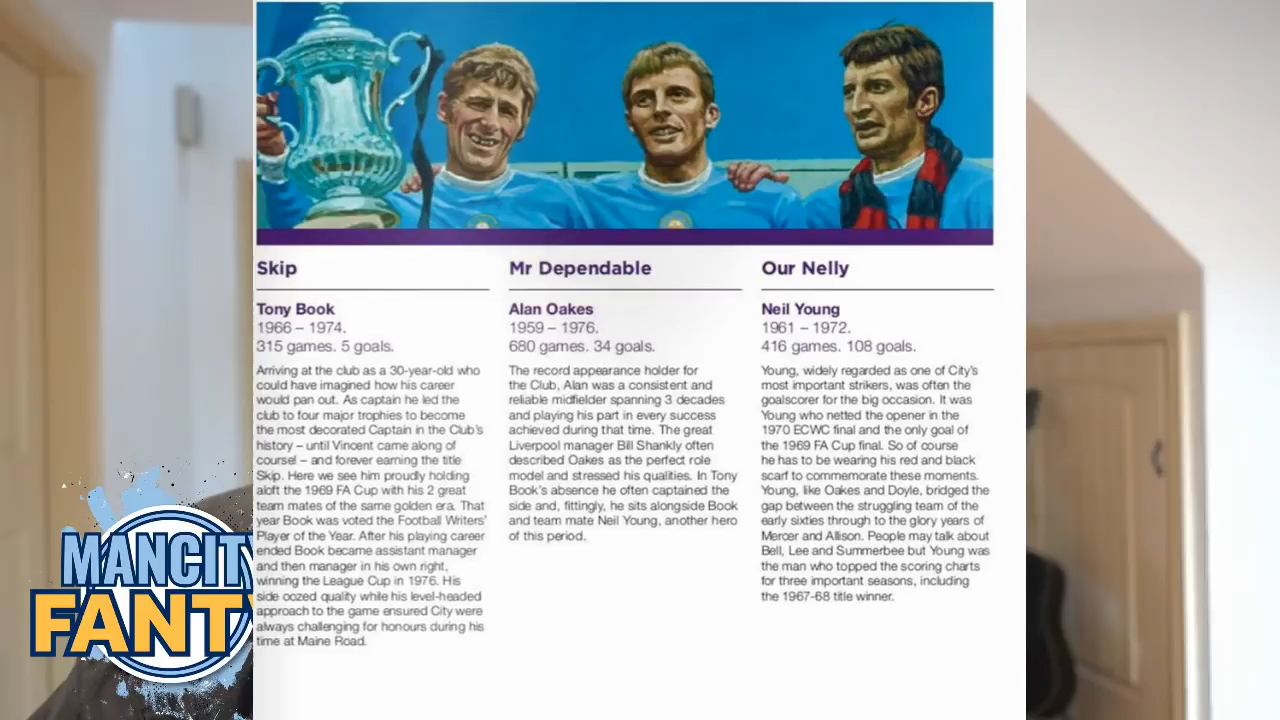 Skip
Tony Book
1966 – 1974.
315 games. 5 goals.
Arriving at the club as a 30-year-old who
could have imagined how his career
would pan out. As captain he led the
club to four major trophies to become
the most decorated Captain in the Club's
history – until Vincent came along of
course! – and forever earning the title
Skip. Here we see him proudly holding
aloft the 1969 FA Cup with his 2 great
team mates of the same golden era. That
year Book was voted the Football Writers'
Player of the Year. After his playing career
ended Book became assistant manager
and then manager in his own right,
winning the League Cup in 1976. His
side oozed quality while his level-headed
approach to the game ensured City were
always challenging for honours during his
time at Maine Road.
Mr Dependable
Alan Oakes
1959 – 1976.
680 games. 34 goals.
The record appearance holder for
the Club, Alan was a consistent and
reliable midfielder spanning 3 decades
and playing his part in every success
achieved during that time. The great
Liverpool manager Bill Shankly often
described Oakes as the perfect role
model and stressed his qualities. In Tony
Book's absence he often captained the
side and, fittingly, he sits alongside Book
and team mate Neil Young, another hero
of this period.
Our Nelly
Neil Young
1961 – 1972.
416 games. 108 goals.
Young, widely regarded as one of City's
most important strikers, was often the
goalscorer for the big occasion. It was
Young who netted the opener in the
1970 ECWC final and the only goal of
the 1969 FA Cup final. So of course
he has to be wearing his red and black
scarf to commemorate these moments.
Young, like Oakes and Doyle, bridged the
gap between the struggling team of the
early sixties through to the glory years of
Mercer and Allison. People may talk about
Bell, Lee and Summerbee but Young was
the man who topped the scoring charts
for three important seasons, including
the 1967-68 title winner.
MANCIT
FANT